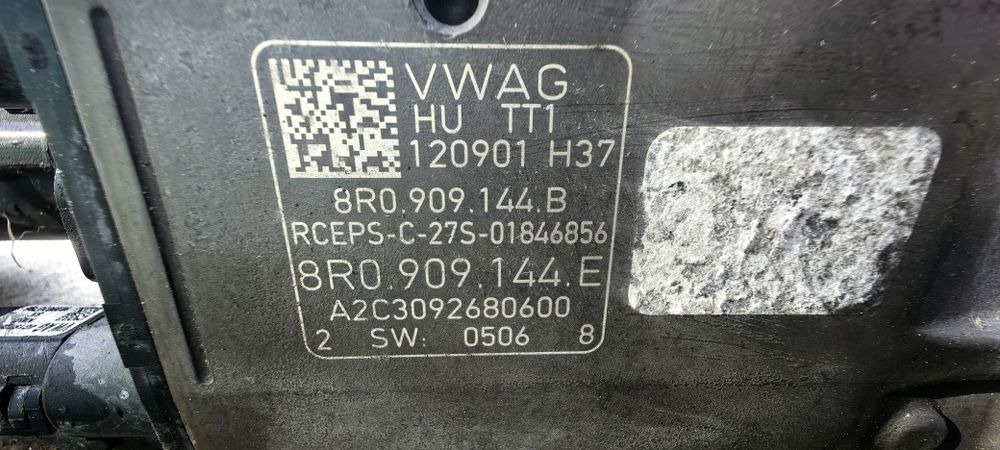 VWAG
HU TT1
120901 H37
8R0.909.144.B
RCEPS-C-27S-01846856
8R0.909.144.E
A2C3092680600
2 SW: 0506 8